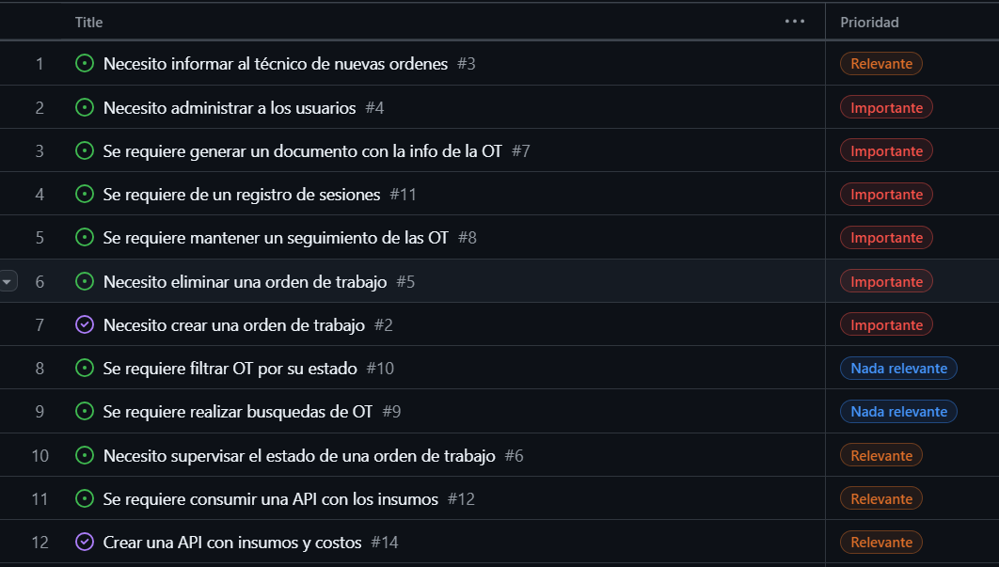 Title ... Prioridad
1 Necesito informar al técnico de nuevas ordenes #3 Relevante
2 Necesito administrar a los usuarios #4 Importante
3 Se requiere generar un documento con la info de la OT #7 Importante
4 Se requiere de un registro de sesiones #11 Importante
5 Se requiere mantener un seguimiento de las OT #8 Importante
6 Necesito eliminar una orden de trabajo #5 Importante
7 Necesito crear una orden de trabajo #2 Importante
8 Se requiere filtrar OT por su estado #10 Nada relevante
9 Se requiere realizar busquedas de OT #9 Nada relevante
10 Necesito supervisar el estado de una orden de trabajo #6 Relevante
11 Se requiere consumir una API con los insumos #12 Relevante
12 Crear una API con insumos y costos #14 Relevante